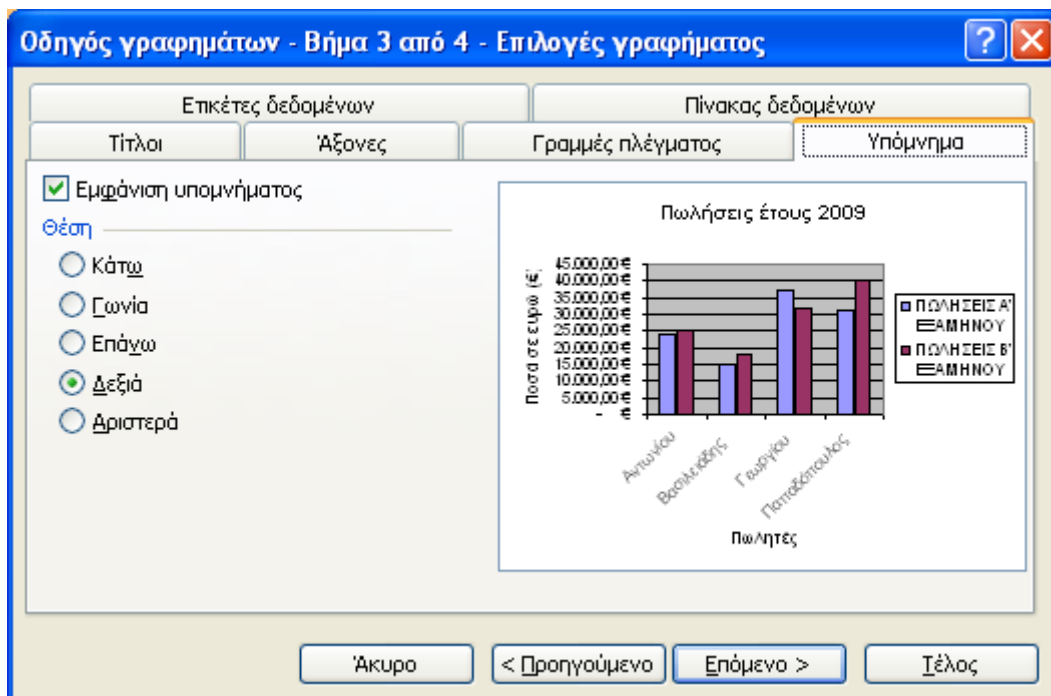 Οδηγός γραφημάτων - Βήμα 3 από 4 - Επιλογές γραφήματος
Ετικέτες δεδομένων
Πίνακας δεδομένων
Τίτλοι
Άξονες
Γραμμές πλέγματος
Υπόμνημα
Εμφάνιση υπομνήματος
Θέση
Κάτω
Γωνία
Επάνω
Δεξιά
Αριστερά
Πωλήσεις έτους 2009
Ποσα σε ευρώ (€)
45.000,00 €
40.000,00 €
35.000,00 €
30.000,00 €
25.000,00 €
20.000,00 €
15.000,00 €
10.000,00 €
5.000,00 €
- €
Αντωνίου
Βασιλειάδης
Γεωργίου
Παπαδόπουλος
Πωλητές
ΠΩΛΗΣΕΙΣ Α'
ΕΞΑΜΗΝΟΥ
ΠΩΛΗΣΕΙΣ Β'
ΕΞΑΜΗΝΟΥ
Άκυρο
< Προηγούμενο
Επόμενο >
Τέλος